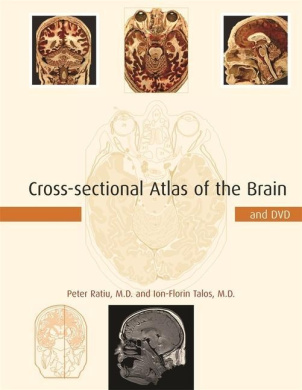 Cross-sectional Atlas of the Brain
and DVD
Peter Ratiu, M.D. and Ion-Florin Talos, M.D.